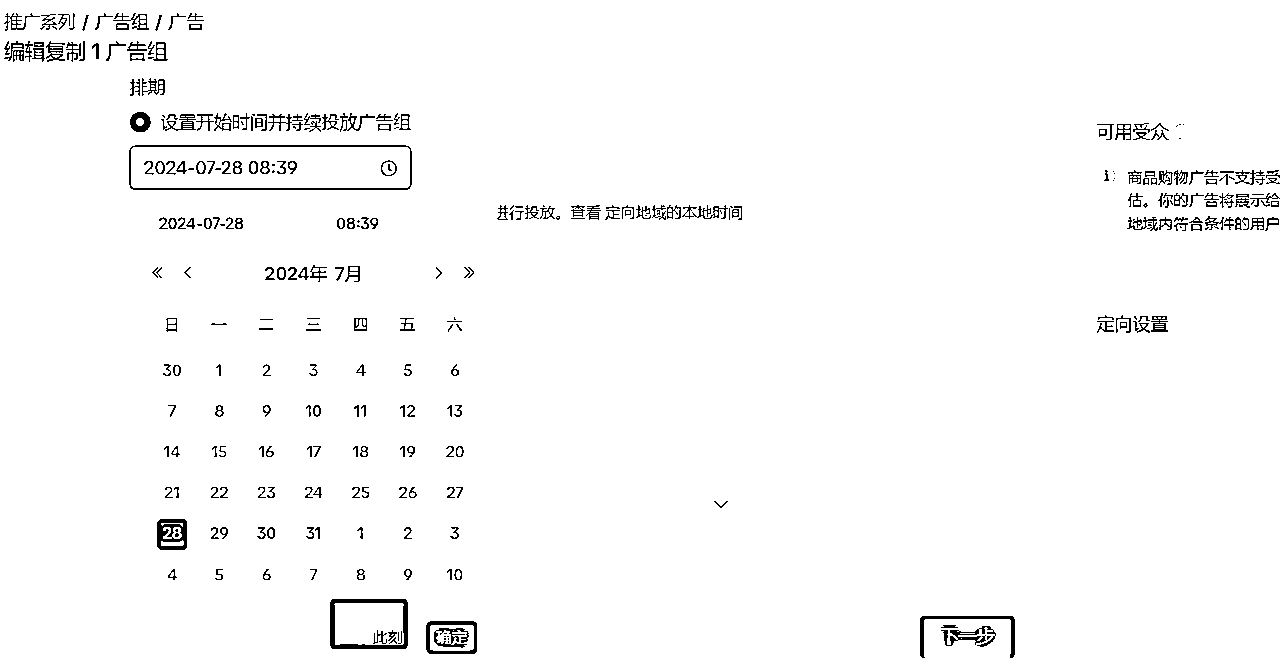 推广系列 / 广告组 / 广告
编辑复制 1 广告组
排期
设置开始时间并持续投放广告组
2024-07-28 08:39
2024-07-28 08:39
进行投放。查看 定向地域的本地时间
« ‹ 2024年 7月 › »
日 一 二 三 四 五 六
30 1 2 3 4 5 6
7 8 9 10 11 12 13
14 15 16 17 18 19 20
21 22 23 24 25 26 27
28 29 30 31 1 2 3
4 5 6 7 8 9 10
此刻 确定
下一步
可用受众
商品购物广告不支持受
估。你的广告将展示给
地域内符合条件的用户
定向设置